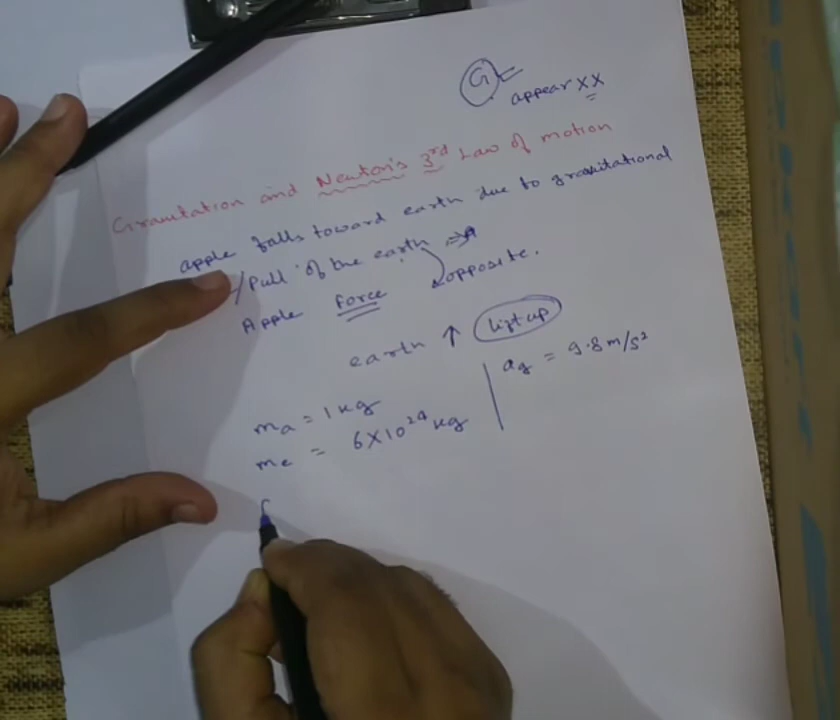 G
appear XX
Gravitation and Newton's 3rd Law of motion
apple falls toward earth due to gravitational
Pull of the earth
Apple force opposite.
earth ↑ lift up
ma = 1 kg
ag = 9.8 m/s²
me = 6×10²⁴ kg